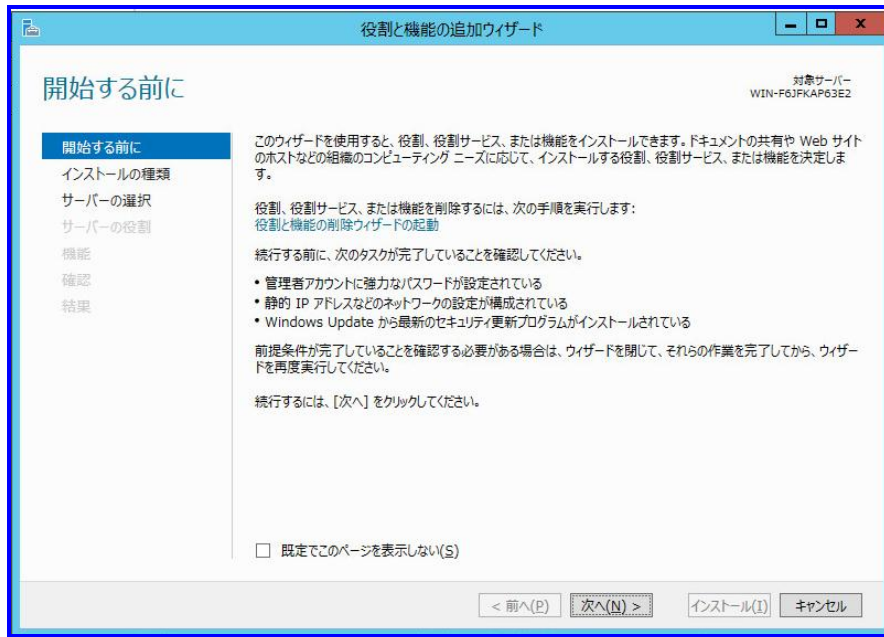 役割と機能の追加ウィザード
開始する前に
対象サーバー
WIN-F6JFKAP63E2
開始する前に
インストールの種類
サーバーの選択
サーバーの役割
機能
確認
結果
このウィザードを使用すると、役割、役割サービス、または機能をインストールできます。ドキュメントの共有や Web サイト
のホストなどの組織のコンピューティング ニーズに応じて、インストールする役割、役割サービス、または機能を決定しま
す。
役割、役割サービス、または機能を削除するには、次の手順を実行します:
役割と機能の削除ウィザードの起動
続行する前に、次のタスクが完了していることを確認してください。
• 管理者アカウントに強力なパスワードが設定されている
• 静的 IP アドレスなどのネットワークの設定が構成されている
• Windows Update から最新のセキュリティ更新プログラムがインストールされている
前提条件が完了していることを確認する必要がある場合は、ウィザードを閉じて、それらの作業を完了してから、ウィザー
ドを再度実行してください。
続行するには、[次へ] をクリックしてください。
既定でこのページを表示しない(S)
< 前へ(P) 次へ(N) > インストール(I) キャンセル